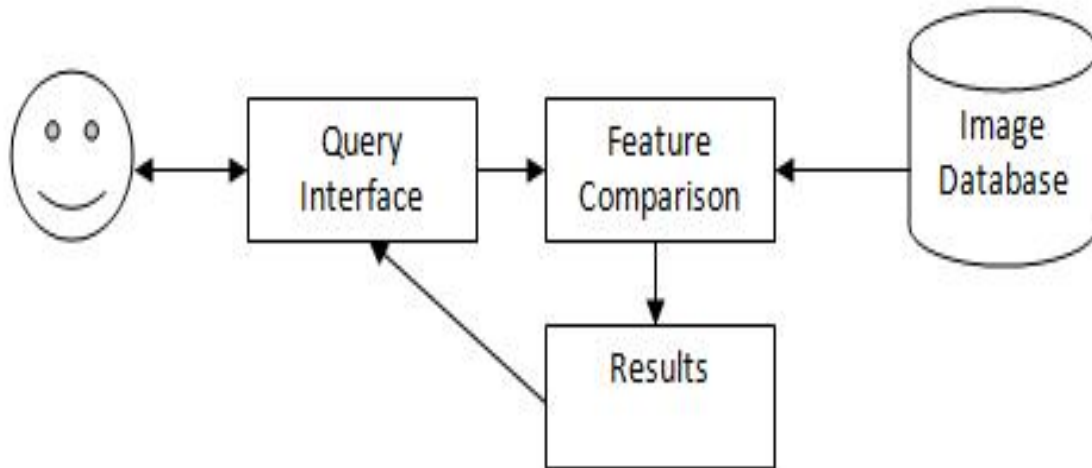 Query
Interface
Feature
Comparison
Image
Database
Results